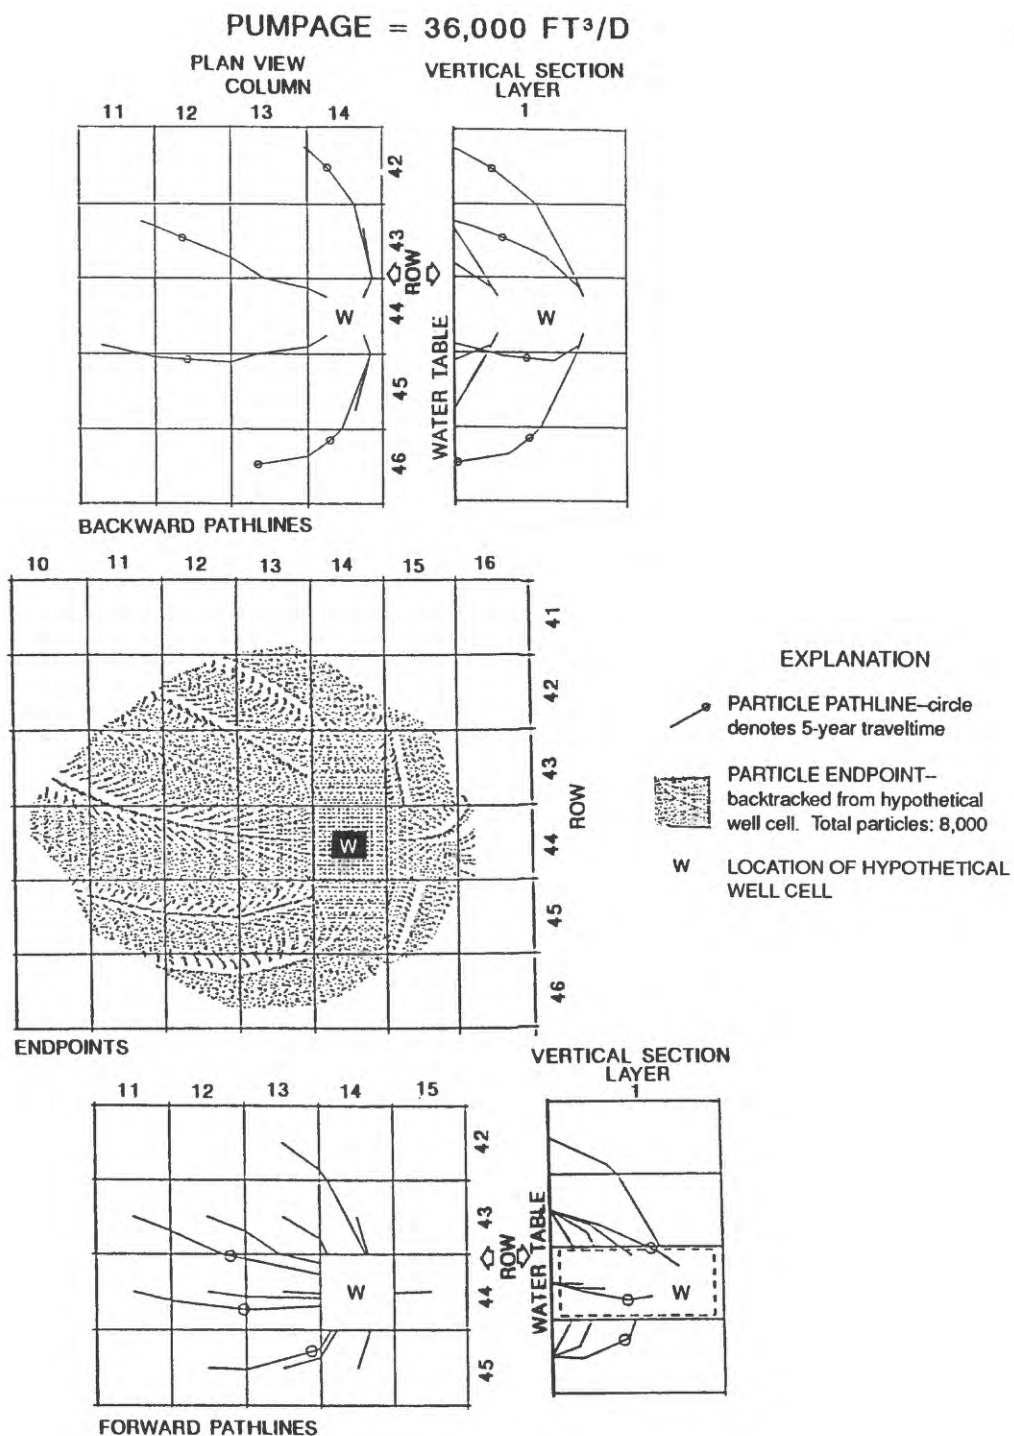 PUMPAGE = 36,000 FT³/D
PLAN VIEW
COLUMN
VERTICAL SECTION
LAYER
11 12 13 14
1
42
43
44
45
46
ROW
W
W
WATER TABLE
BACKWARD PATHLINES
10 11 12 13 14 15 16
41
42
43
44
45
46
ROW
W
ENDPOINTS
EXPLANATION
PARTICLE PATHLINE–circle
denotes 5-year traveltime
PARTICLE ENDPOINT–
backtracked from hypothetical
well cell. Total particles: 8,000
W LOCATION OF HYPOTHETICAL
WELL CELL
VERTICAL SECTION
LAYER
11 12 13 14 15
1
42
43
44
45
ROW
W
W
WATER TABLE
FORWARD PATHLINES